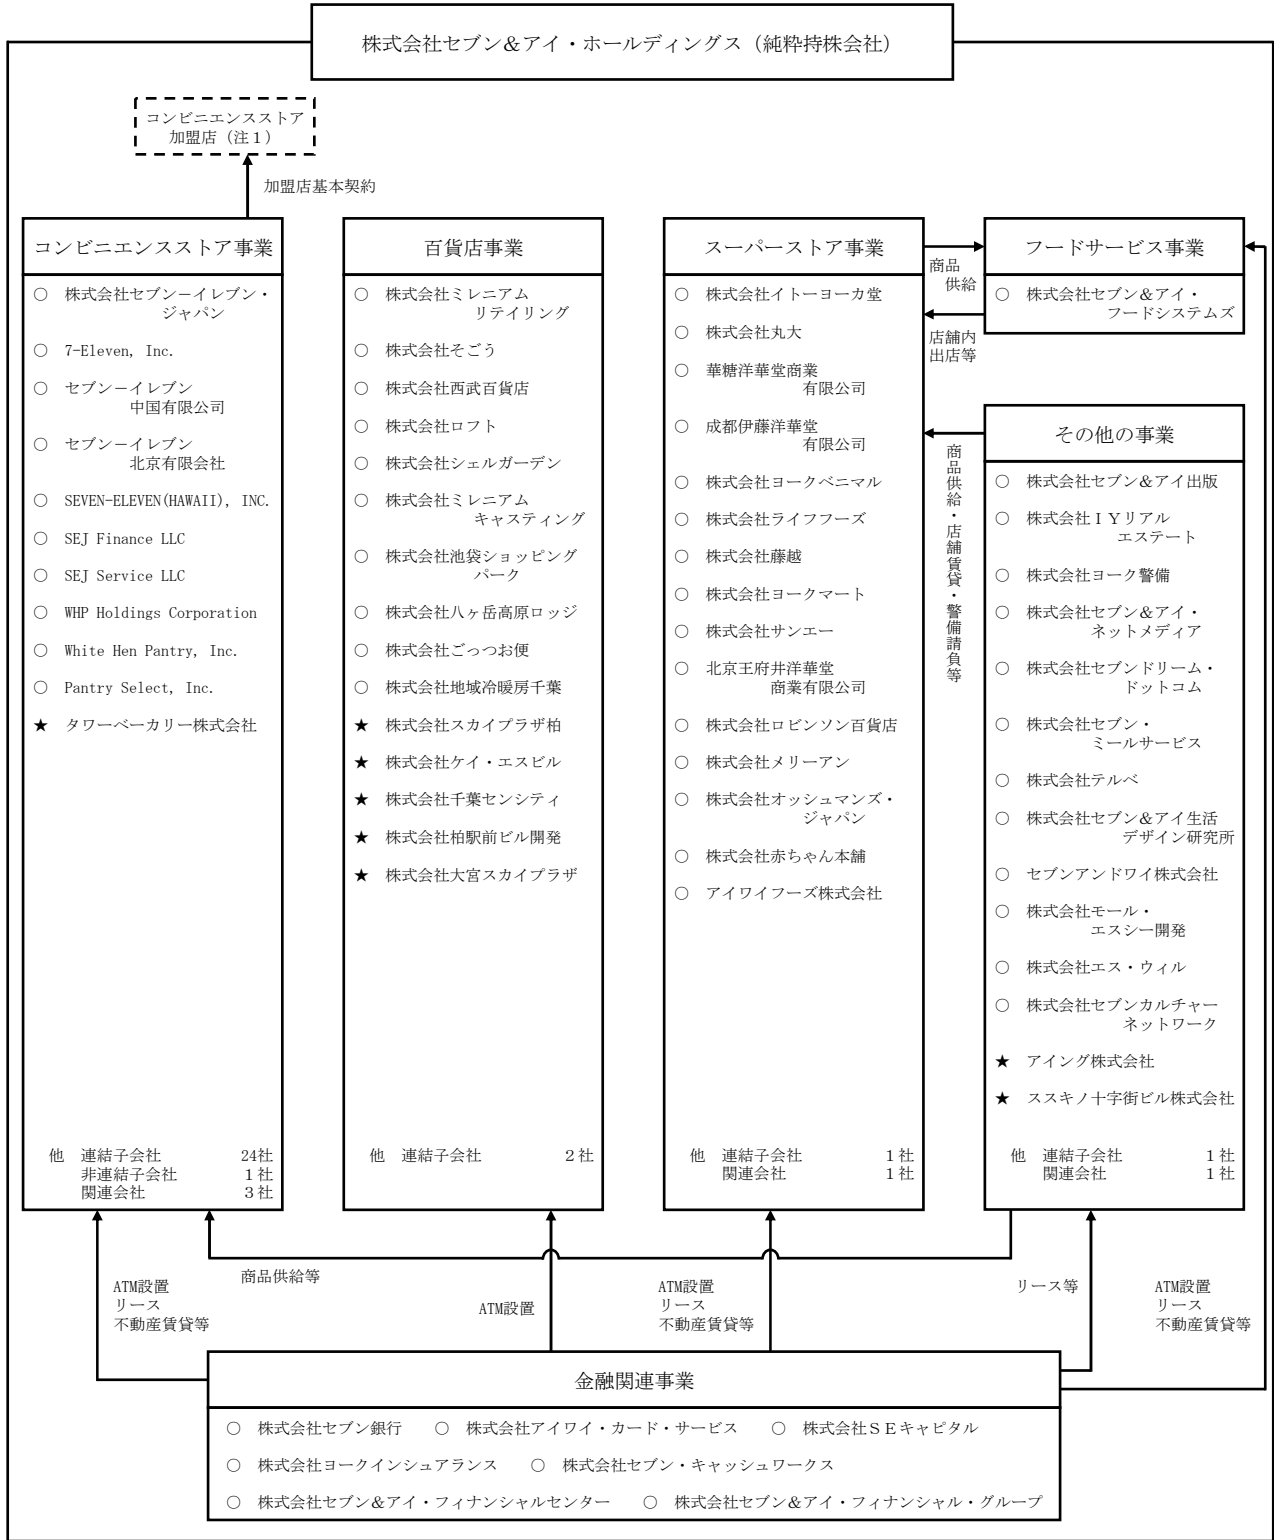 株式会社セブン＆アイ・ホールディングス（純粋持株会社）
コンビニエンスストア
加盟店（注１）
加盟店基本契約
コンビニエンスストア事業
○ 株式会社セブン－イレブン・
ジャパン
○ 7-Eleven, Inc.
○ セブン－イレブン
中国有限公司
○ セブン－イレブン
北京有限会社
○ SEVEN-ELEVEN(HAWAII), INC.
○ SEJ Finance LLC
○ SEJ Service LLC
○ WHP Holdings Corporation
○ White Hen Pantry, Inc.
○ Pantry Select, Inc.
★ タワーベーカリー株式会社
他 連結子会社 24社
非連結子会社 １社
関連会社 ３社
百貨店事業
○ 株式会社ミレニアム
リテイリング
○ 株式会社そごう
○ 株式会社西武百貨店
○ 株式会社ロフト
○ 株式会社シェルガーデン
○ 株式会社ミレニアム
キャスティング
○ 株式会社池袋ショッピング
パーク
○ 株式会社八ヶ岳高原ロッジ
○ 株式会社ごっつお便
○ 株式会社地域冷暖房千葉
★ 株式会社スカイプラザ柏
★ 株式会社ケイ・エスビル
★ 株式会社千葉センシティ
★ 株式会社柏駅前ビル開発
★ 株式会社大宮スカイプラザ
他 連結子会社 ２社
スーパーストア事業
○ 株式会社イトーヨーカ堂
○ 株式会社丸大
○ 華糖洋華堂商業
有限公司
○ 成都伊藤洋華堂
有限公司
○ 株式会社ヨークベニマル
○ 株式会社ライフフーズ
○ 株式会社藤越
○ 株式会社ヨークマート
○ 株式会社サンエー
○ 北京王府井洋華堂
商業有限公司
○ 株式会社ロビンソン百貨店
○ 株式会社メリーアン
○ 株式会社オッシュマンズ・
ジャパン
○ 株式会社赤ちゃん本舗
○ アイワイフーズ株式会社
他 連結子会社 １社
関連会社 １社
商品
供給
店舗内
出店等
商品供給・店舗賃貸・警備請負等
フードサービス事業
○ 株式会社セブン＆アイ・
フードシステムズ
その他の事業
○ 株式会社セブン＆アイ出版
○ 株式会社ＩＹリアル
エステート
○ 株式会社ヨーク警備
○ 株式会社セブン＆アイ・
ネットメディア
○ 株式会社セブンドリーム・
ドットコム
○ 株式会社セブン・
ミールサービス
○ 株式会社テルベ
○ 株式会社セブン＆アイ生活
デザイン研究所
○ セブンアンドワイ株式会社
○ 株式会社モール・
エスシー開発
○ 株式会社エス・ウィル
○ 株式会社セブンカルチャー
ネットワーク
★ アイング株式会社
★ ススキノ十字街ビル株式会社
他 連結子会社 １社
関連会社 １社
商品供給等
ATM設置
リース
不動産賃貸等
ATM設置
ATM設置
リース
不動産賃貸等
リース等
ATM設置
リース
不動産賃貸等
金融関連事業
○ 株式会社セブン銀行 ○ 株式会社アイワイ・カード・サービス ○ 株式会社ＳＥキャピタル
○ 株式会社ヨークインシュアランス ○ 株式会社セブン・キャッシュワークス
○ 株式会社セブン＆アイ・フィナンシャルセンター ○ 株式会社セブン＆アイ・フィナンシャル・グループ